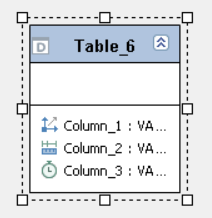 D Table_6
Column_1 : VA...
Column_2 : VA...
Column_3 : VA...